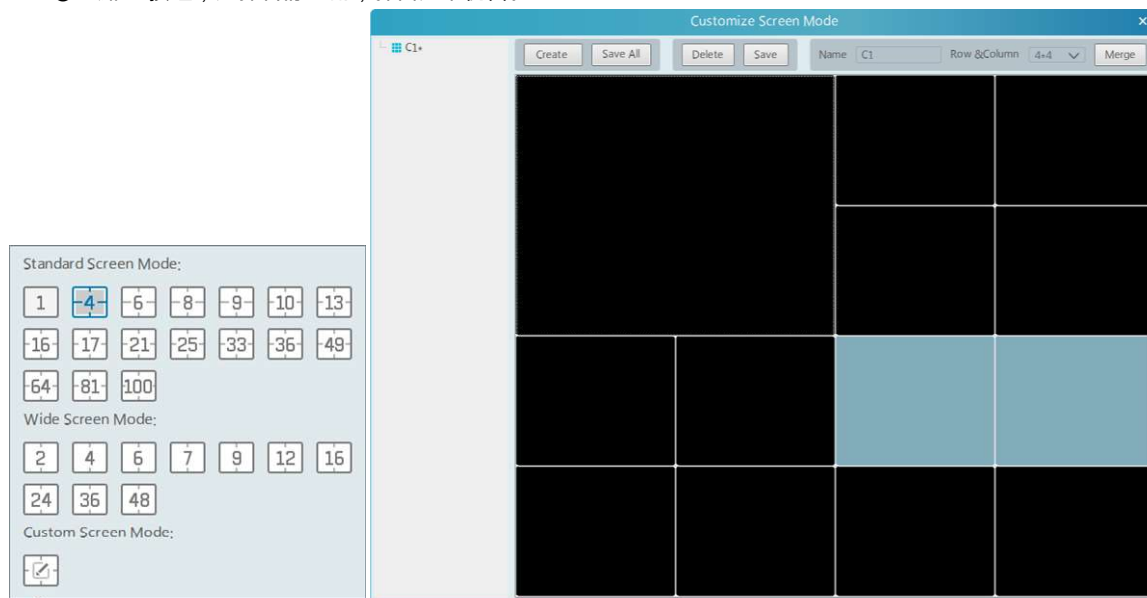 Customize Screen Mode
C1*
Create Save All Delete Save Name C1 Row &Column 4*4 Merge
Standard Screen Mode:
1 4 6 8 9 10 13
16 17 21 25 33 36 49
64 81 100
Wide Screen Mode:
2 4 6 7 9 12 16
24 36 48
Custom Screen Mode: